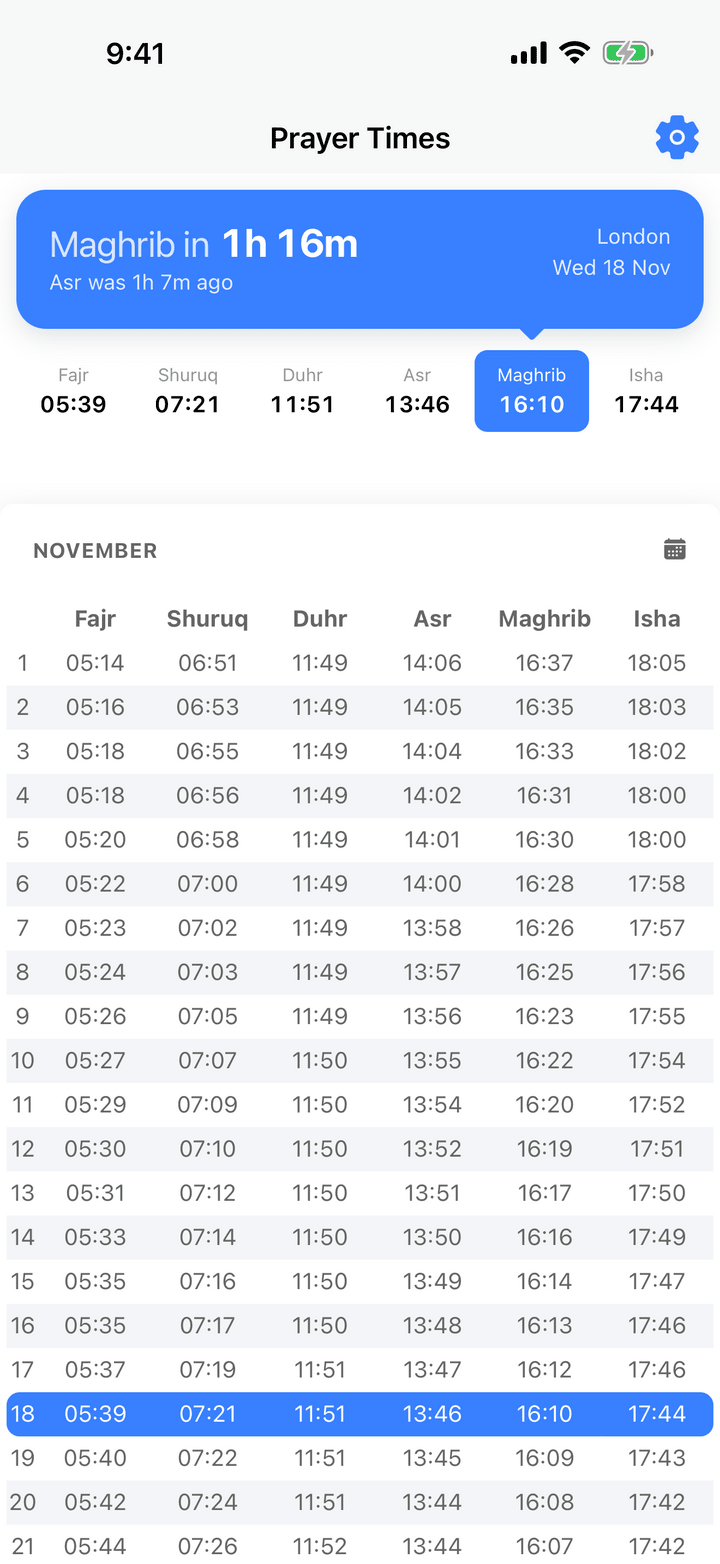 9:41
Prayer Times
Maghrib in 1h 16m
Asr was 1h 7m ago
London
Wed 18 Nov
Fajr Shuruq Duhr Asr Maghrib Isha
05:39 07:21 11:51 13:46 16:10 17:44
NOVEMBER
Fajr Shuruq Duhr Asr Maghrib Isha
1 05:14 06:51 11:49 14:06 16:37 18:05
2 05:16 06:53 11:49 14:05 16:35 18:03
3 05:18 06:55 11:49 14:04 16:33 18:02
4 05:18 06:56 11:49 14:02 16:31 18:00
5 05:20 06:58 11:49 14:01 16:30 18:00
6 05:22 07:00 11:49 14:00 16:28 17:58
7 05:23 07:02 11:49 13:58 16:26 17:57
8 05:24 07:03 11:49 13:57 16:25 17:56
9 05:26 07:05 11:49 13:56 16:23 17:55
10 05:27 07:07 11:50 13:55 16:22 17:54
11 05:29 07:09 11:50 13:54 16:20 17:52
12 05:30 07:10 11:50 13:52 16:19 17:51
13 05:31 07:12 11:50 13:51 16:17 17:50
14 05:33 07:14 11:50 13:50 16:16 17:49
15 05:35 07:16 11:50 13:49 16:14 17:47
16 05:35 07:17 11:50 13:48 16:13 17:46
17 05:37 07:19 11:51 13:47 16:12 17:46
18 05:39 07:21 11:51 13:46 16:10 17:44
19 05:40 07:22 11:51 13:45 16:09 17:43
20 05:42 07:24 11:51 13:44 16:08 17:42
21 05:44 07:26 11:52 13:44 16:07 17:42